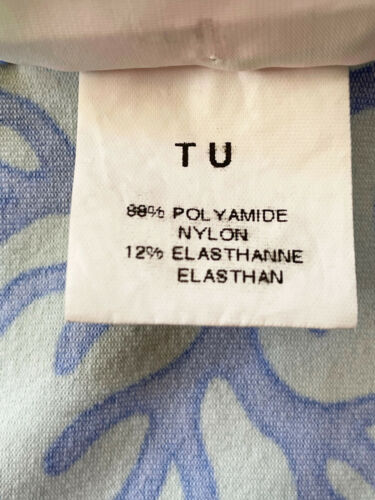 TU
88% POLYAMIDE
NYLON
12% ELASTHANNE
ELASTHAN